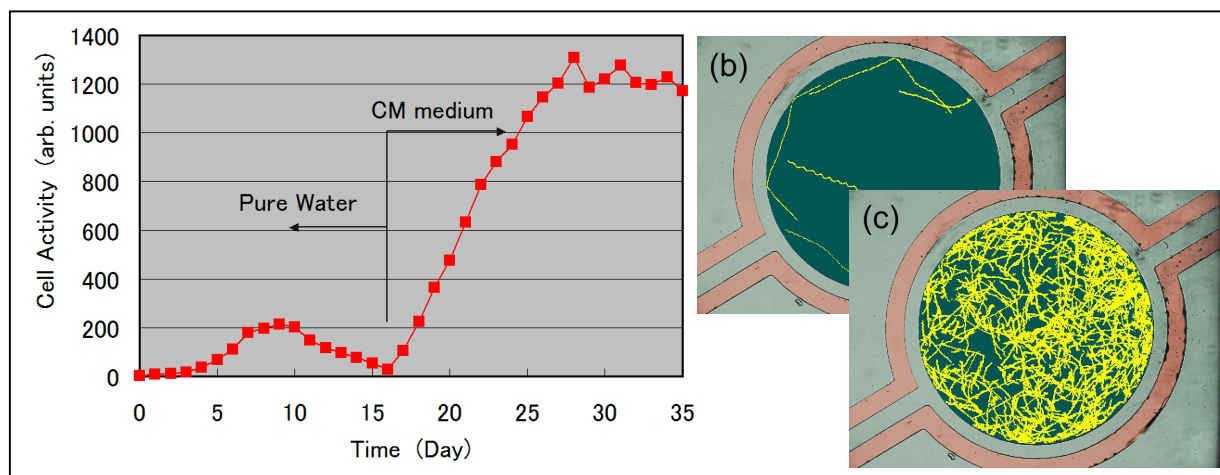 1400
1200
1000
800
600
400
200
0
Cell Activity (arb. units)
0 5 10 15 20 25 30 35
Time (Day)
CM medium
Pure Water
(b)
(c)
D
D